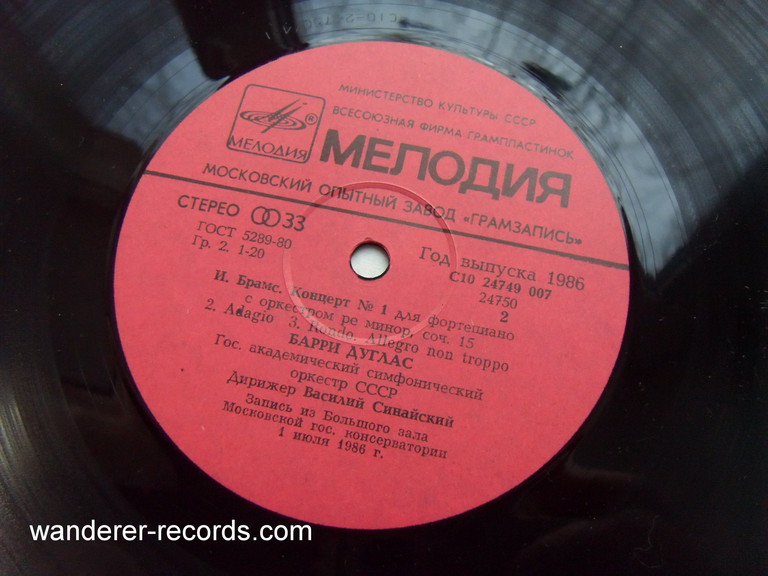 С10-24750
МИНИСТЕРСТВО КУЛЬТУРЫ СССР
ВСЕСОЮЗНАЯ ФИРМА ГРАМПЛАСТИНОК
МЕЛОДИЯ ®
МЕЛОДИЯ
МОСКОВСКИЙ ОПЫТНЫЙ ЗАВОД «ГРАМЗАПИСЬ»
СТЕРЕО 33
ГОСТ 5289-80
Гр. 2. 1-20
Год выпуска 1986
С10 24749 007
24750
2
И. Брамс. Концерт № 1 для фортепиано
с оркестром ре минор, соч. 15
2. Adagio 3. Rondo. Allegro non troppo
БАРРИ ДУГЛАС
Гос. академический симфонический
оркестр СССР
Дирижер Василий Синайский
Запись из Большого зала
Московской гос. консерватории
1 июля 1986 г.
wanderer-records.com